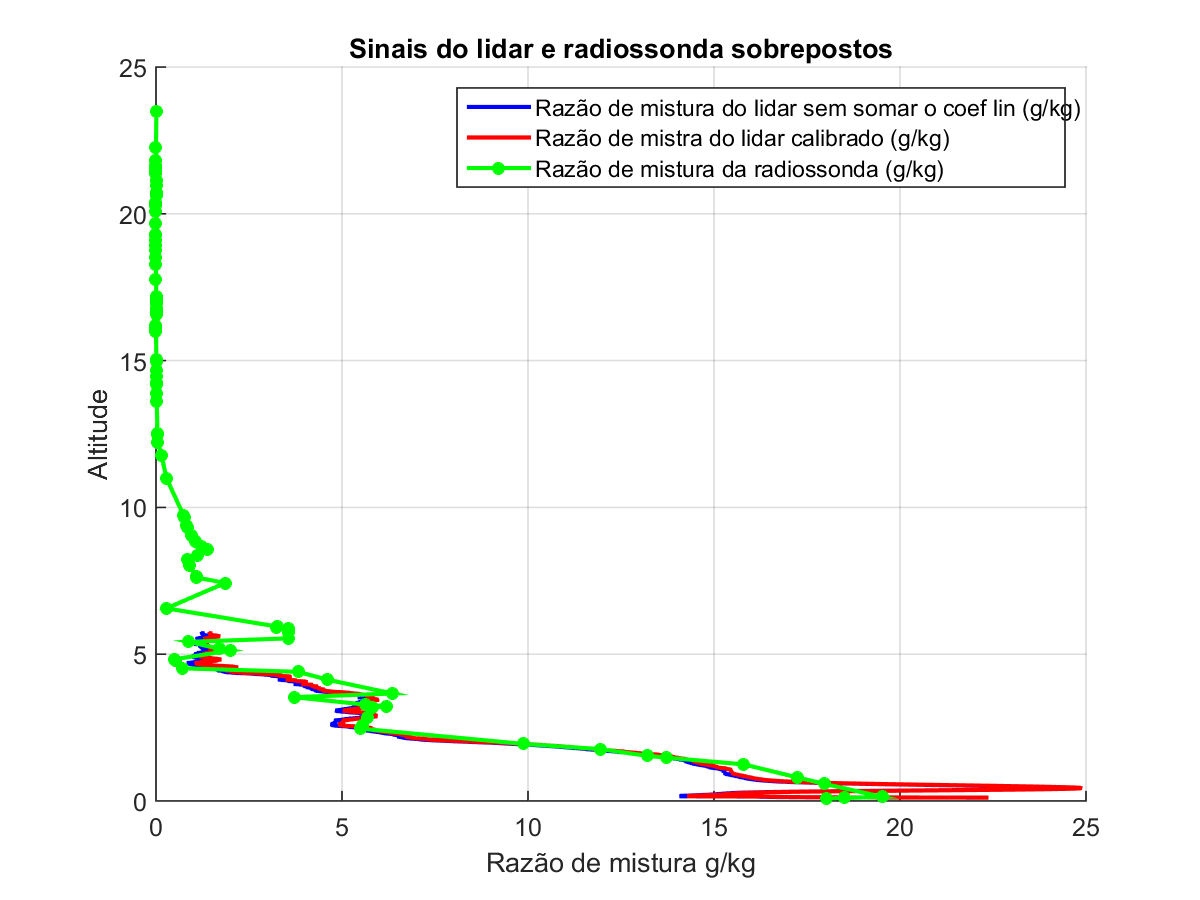 Sinais do lidar e radiossonda sobrepostos
Razão de mistura do lidar sem somar o coef lin (g/kg)
Razão de mistra do lidar calibrado (g/kg)
Razão de mistura da radiossonda (g/kg)
25
20
15
10
5
0
Altitude
0 5 10 15 20 25
Razão de mistura g/kg